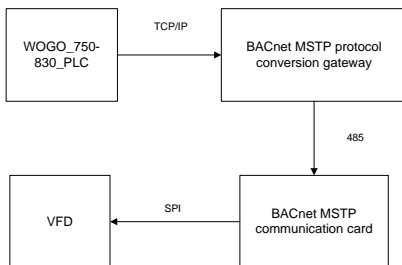 WOGO_750-
830_PLC
TCP/IP
BACnet MSTP protocol
conversion gateway
485
VFD
SPI
BACnet MSTP
communication card